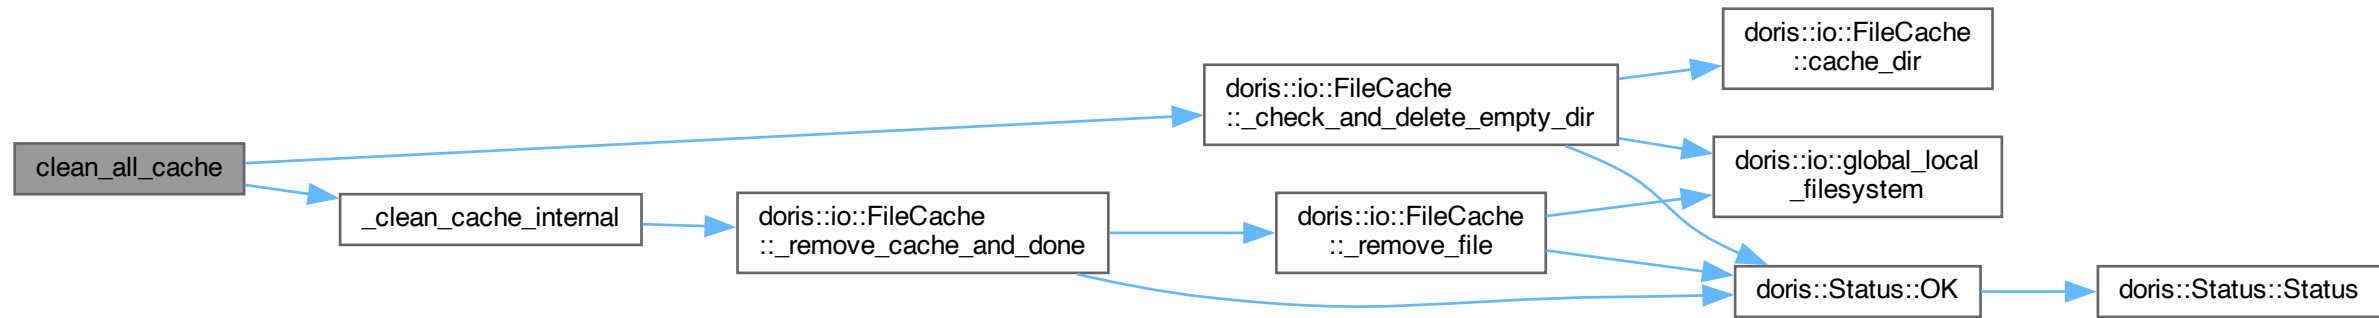 clean_all_cache
_clean_cache_internal
doris::io::FileCache
::_remove_cache_and_done
doris::io::FileCache
::_check_and_delete_empty_dir
doris::io::FileCache
::_remove_file
doris::io::FileCache
::cache_dir
doris::io::global_local
_filesystem
doris::Status::OK
doris::Status::Status